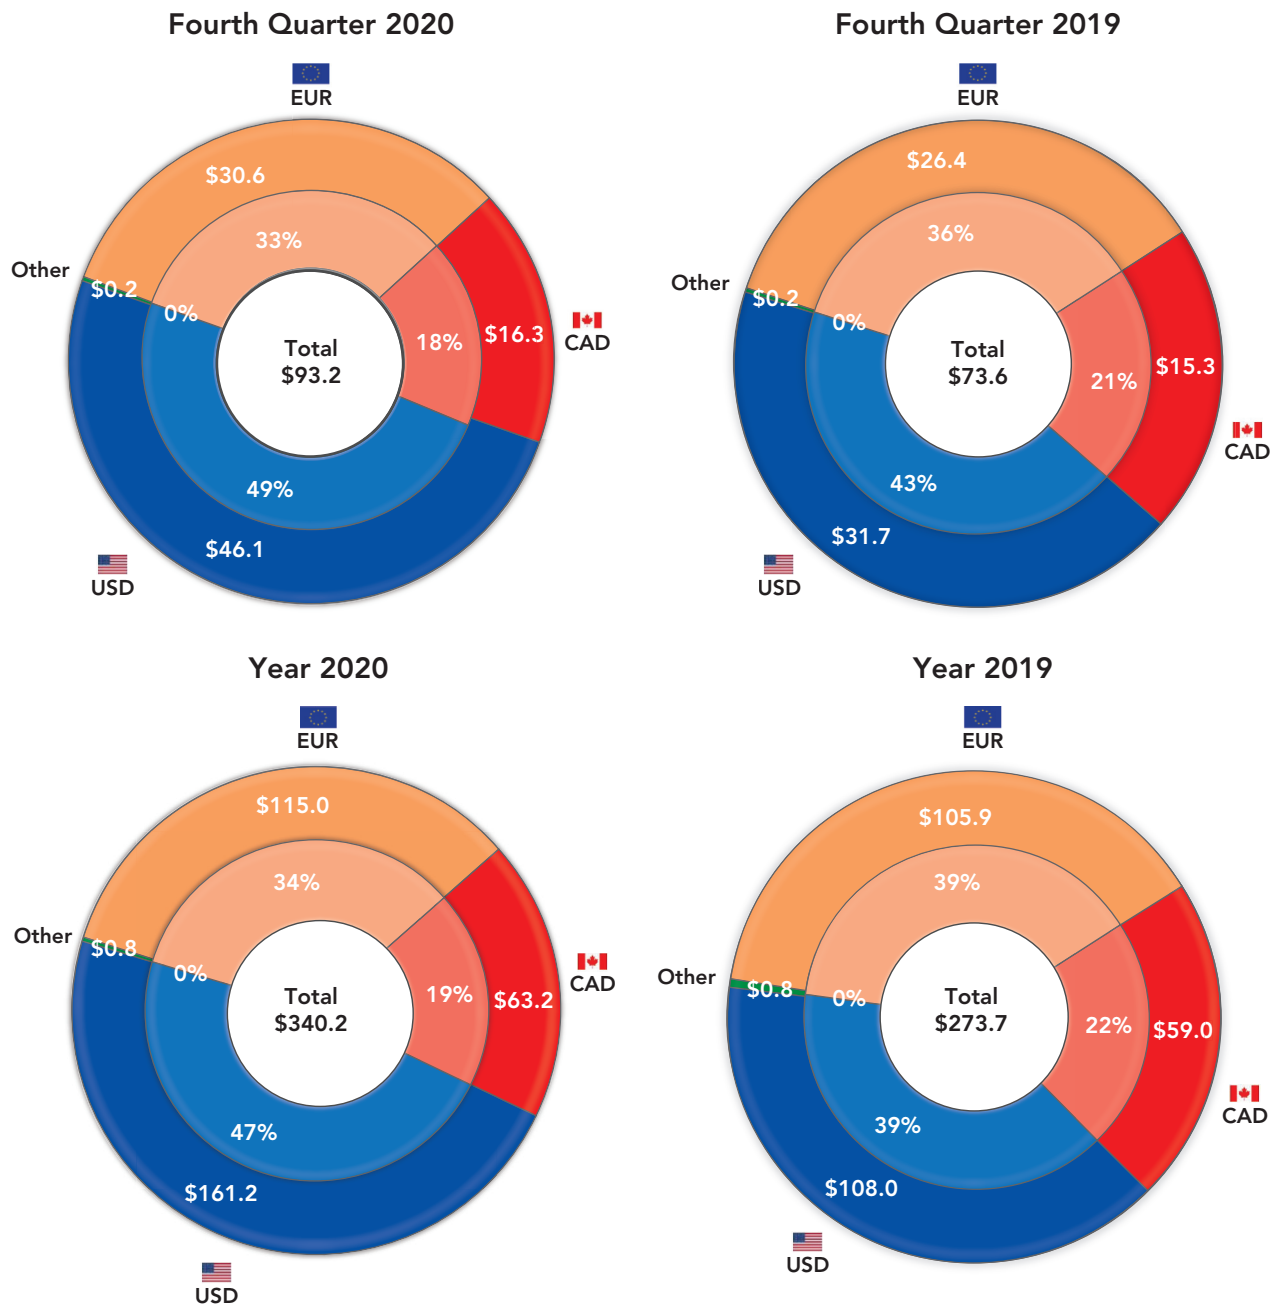 Fourth Quarter 2020
EUR
$30.6
33%
Other
$0.2
0%
Total
$93.2
18%
$16.3
CAD
49%
$46.1
USD
Fourth Quarter 2019
EUR
$26.4
36%
Other
$0.2
0%
Total
$73.6
21%
$15.3
CAD
43%
$31.7
USD
Year 2020
EUR
$115.0
34%
Other
$0.8
0%
Total
$340.2
19%
$63.2
CAD
47%
$161.2
USD
Year 2019
EUR
$105.9
39%
Other
$0.8
0%
Total
$273.7
22%
$59.0
CAD
39%
$108.0
USD